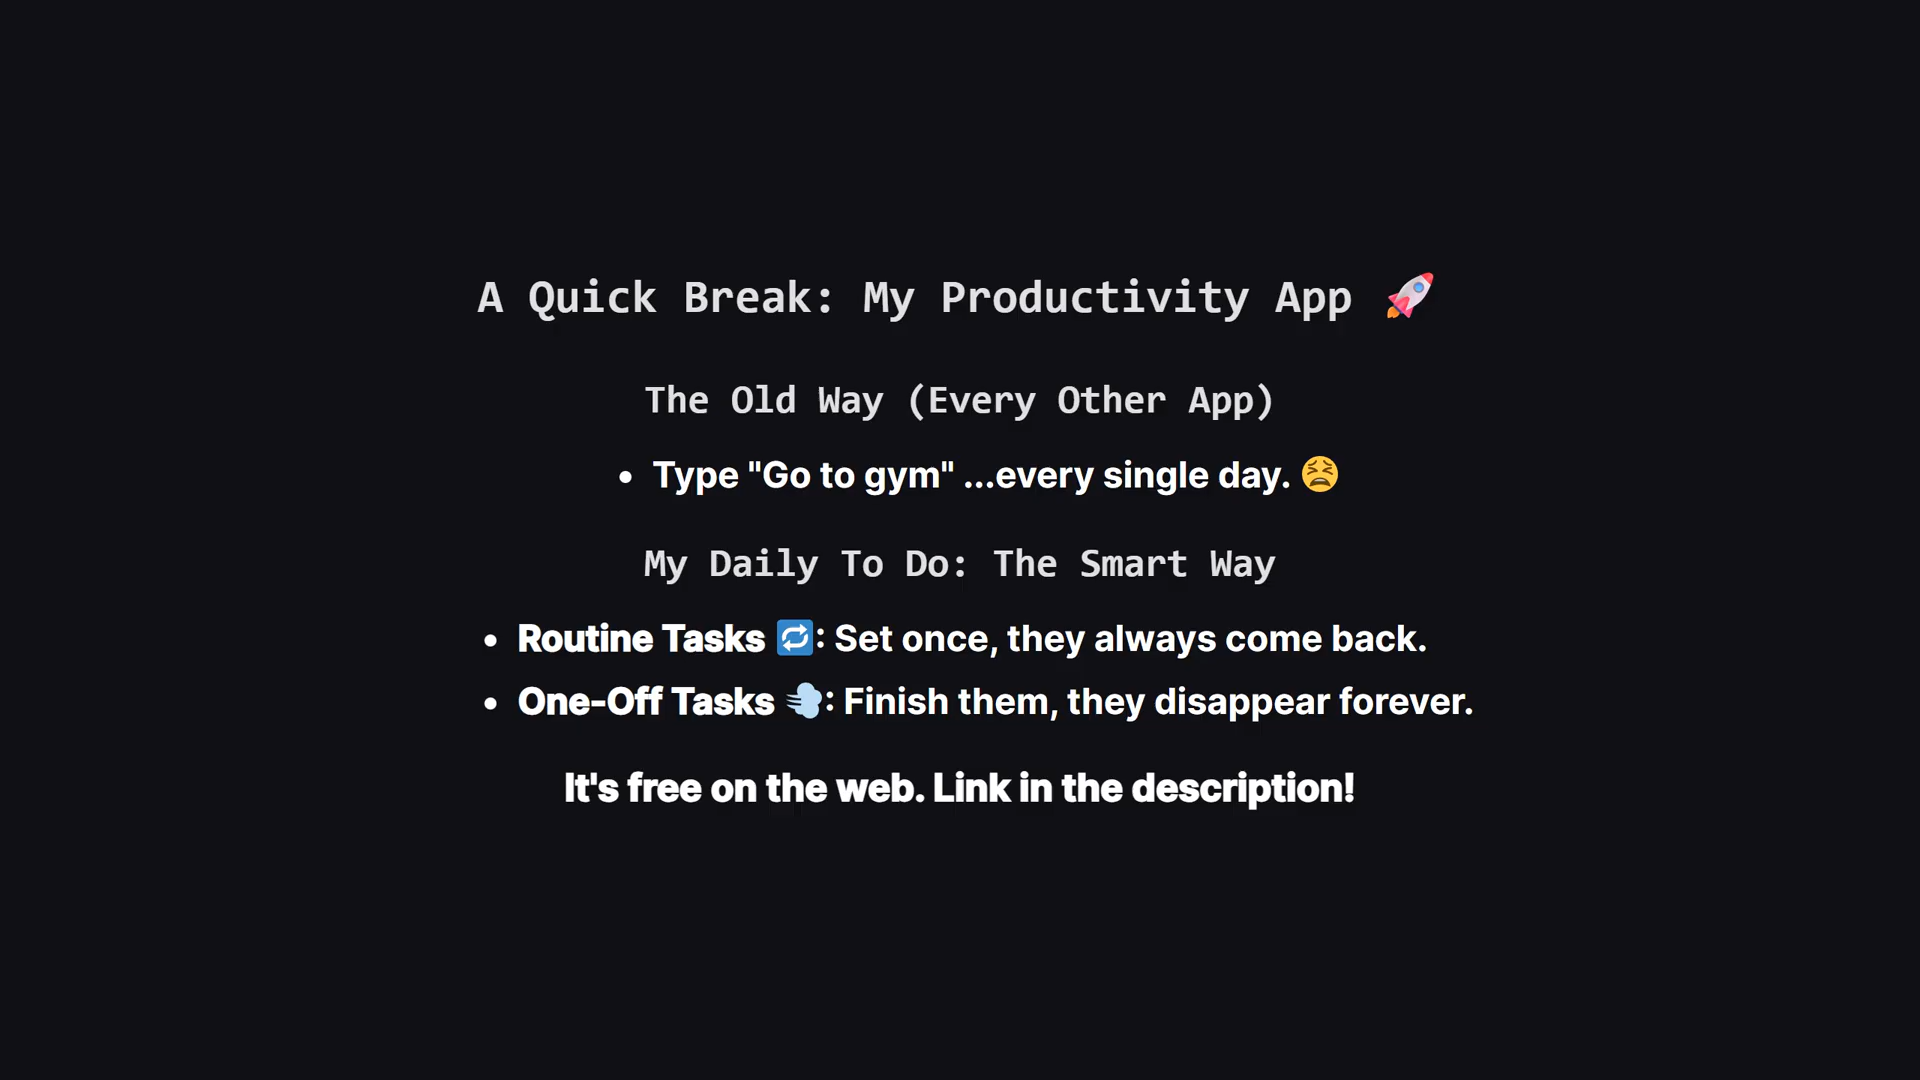 A Quick Break: My Productivity App 🚀
The Old Way (Every Other App)
• Type "Go to gym" ...every single day. 😫
My Daily To Do: The Smart Way
• Routine Tasks 🔁: Set once, they always come back.
• One-Off Tasks 💨: Finish them, they disappear forever.
It's free on the web. Link in the description!